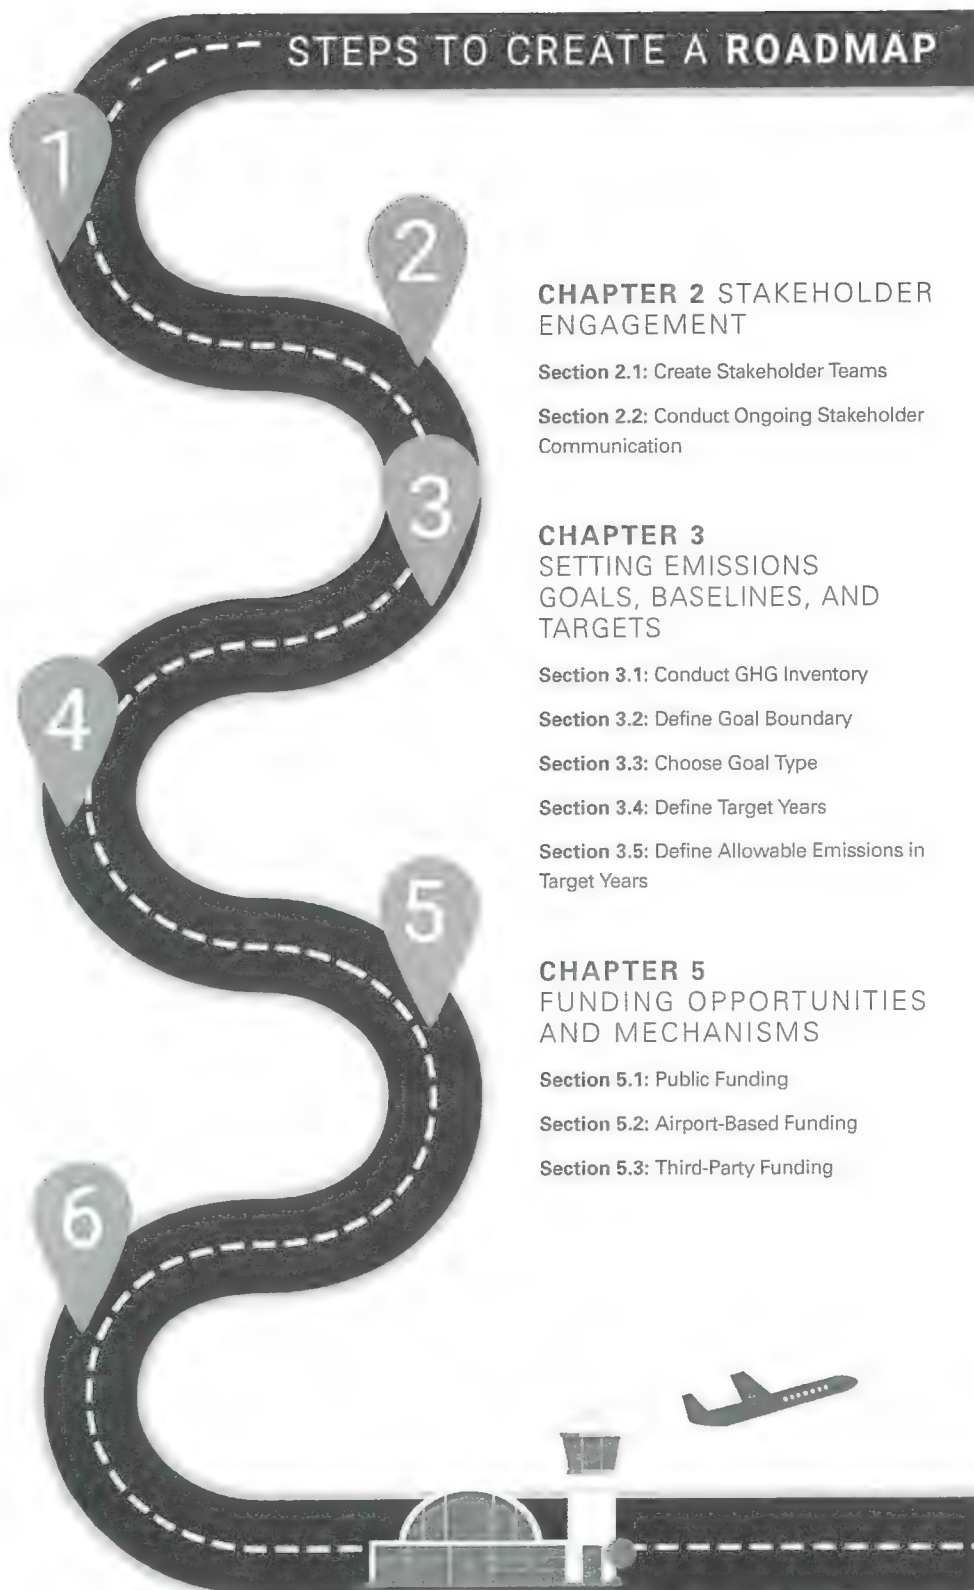 STEPS TO CREATE A ROADMAP
1
2
CHAPTER 2 STAKEHOLDER
ENGAGEMENT
Section 2.1: Create Stakeholder Teams
Section 2.2: Conduct Ongoing Stakeholder
Communication
3
CHAPTER 3
SETTING EMISSIONS
GOALS, BASELINES, AND
TARGETS
Section 3.1: Conduct GHG Inventory
Section 3.2: Define Goal Boundary
4
Section 3.3: Choose Goal Type
Section 3.4: Define Target Years
Section 3.5: Define Allowable Emissions in
Target Years
5
CHAPTER 5
FUNDING OPPORTUNITIES
AND MECHANISMS
Section 5.1: Public Funding
Section 5.2: Airport-Based Funding
Section 5.3: Third-Party Funding
6